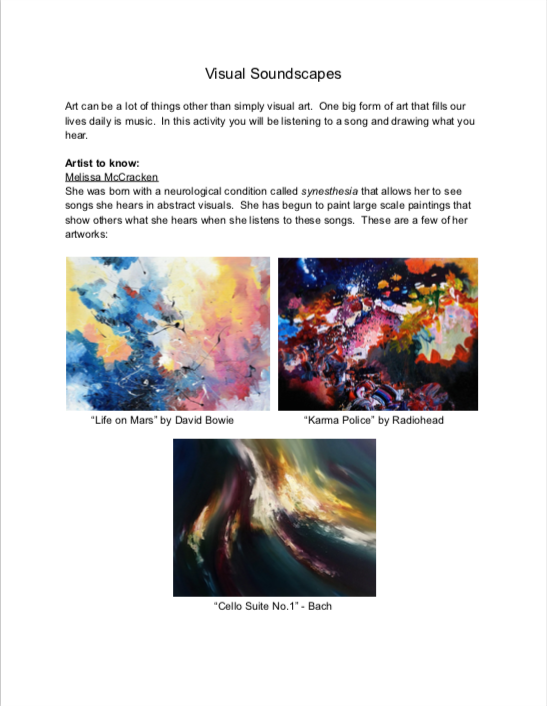 Visual Soundscapes
Art can be a lot of things other than simply visual art.  One big form of art that fills our
lives daily is music.  In this activity you will be listening to a song and drawing what you
hear.
Artist to know:
Melissa McCracken
She was born with a neurological condition called synesthesia that allows her to see
songs she hears in abstract visuals.  She has begun to paint large scale paintings that
show others what she hears when she listens to these songs.  These are a few of her
artworks:
“Life on Mars” by David Bowie
“Karma Police” by Radiohead
“Cello Suite No.1” - Bach